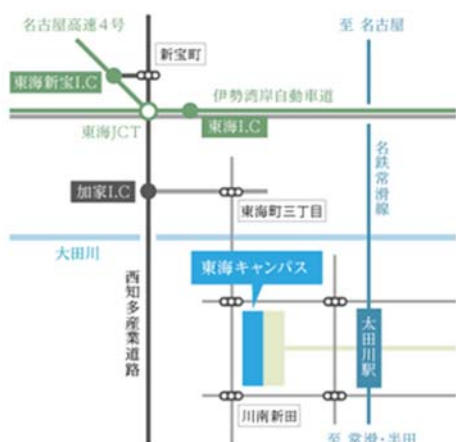 名古屋高速4号
至 名古屋
新宝町
東海新宝I.C
伊勢湾岸自動車道
東海JCT
東海I.C
名鉄常滑線
加家I.C
東海町三丁目
大田川
東海キャンパス
西知多産業道路
太田川駅
川南新田
至 常滑・半田